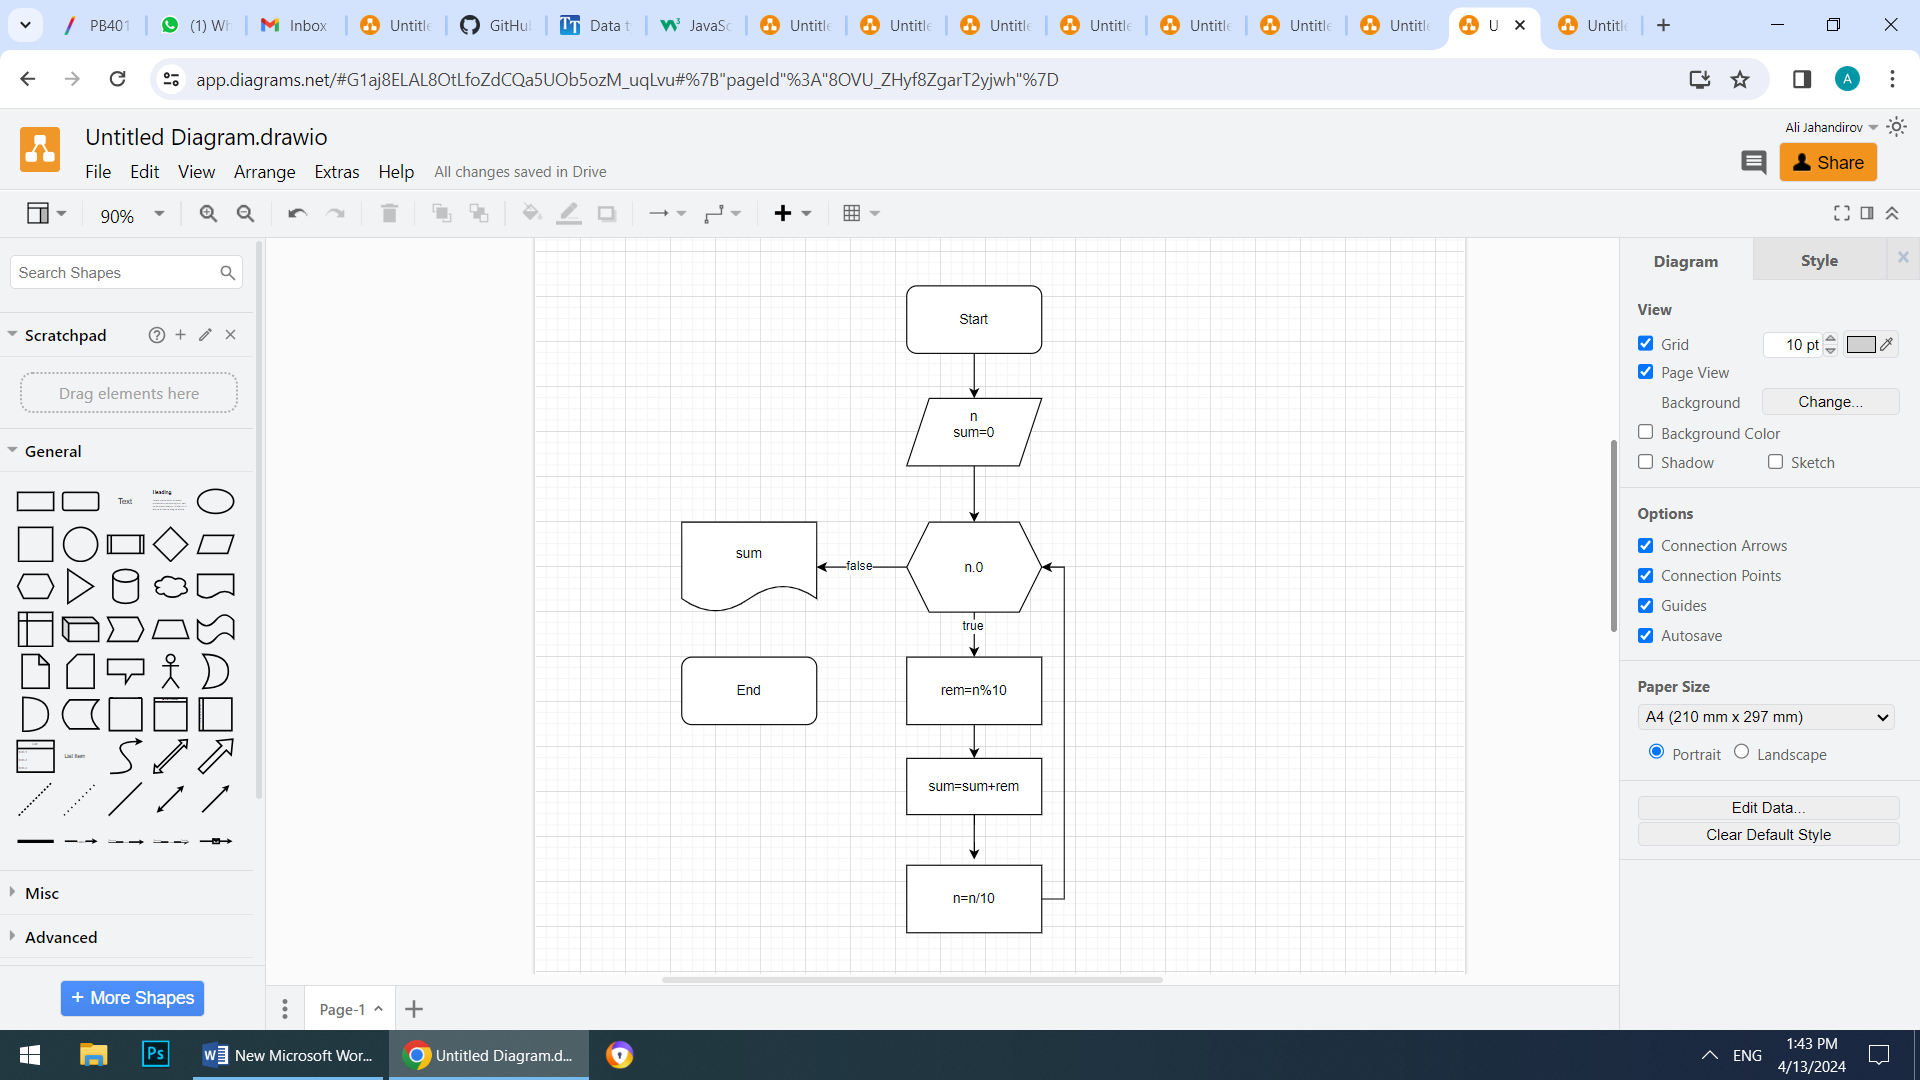 PB401
(1) Wh
Inbox
Untitle
GitHu
Data t
JavaSc
Untitle
Untitle
Untitle
Untitle
Untitle
Untitle
Untitle
U
Untitle
app.diagrams.net/#G1aj8ELAL8OtLfoZdCQa5UOb5ozM_uqLvu#%7B"pageId"%3A"8OVU_ZHyf8ZgarT2yjwh"%7D
A
Untitled Diagram.drawio
Ali Jahandirov
File Edit View Arrange Extras Help All changes saved in Drive
Share
90%
Search Shapes
Scratchpad
Drag elements here
General
Text
Heading
List Item
Misc
Advanced
+ More Shapes
Start
n
sum=0
sum
false
n.0
true
End
rem=n%10
sum=sum+rem
n=n/10
Page-1
Diagram
Style
View
Grid
10 pt
Page View
Background
Change...
Background Color
Shadow
Sketch
Options
Connection Arrows
Connection Points
Guides
Autosave
Paper Size
A4 (210 mm x 297 mm)
Portrait
Landscape
Edit Data...
Clear Default Style
Ps
New Microsoft Wor...
Untitled Diagram.d...
ENG
1:43 PM
4/13/2024